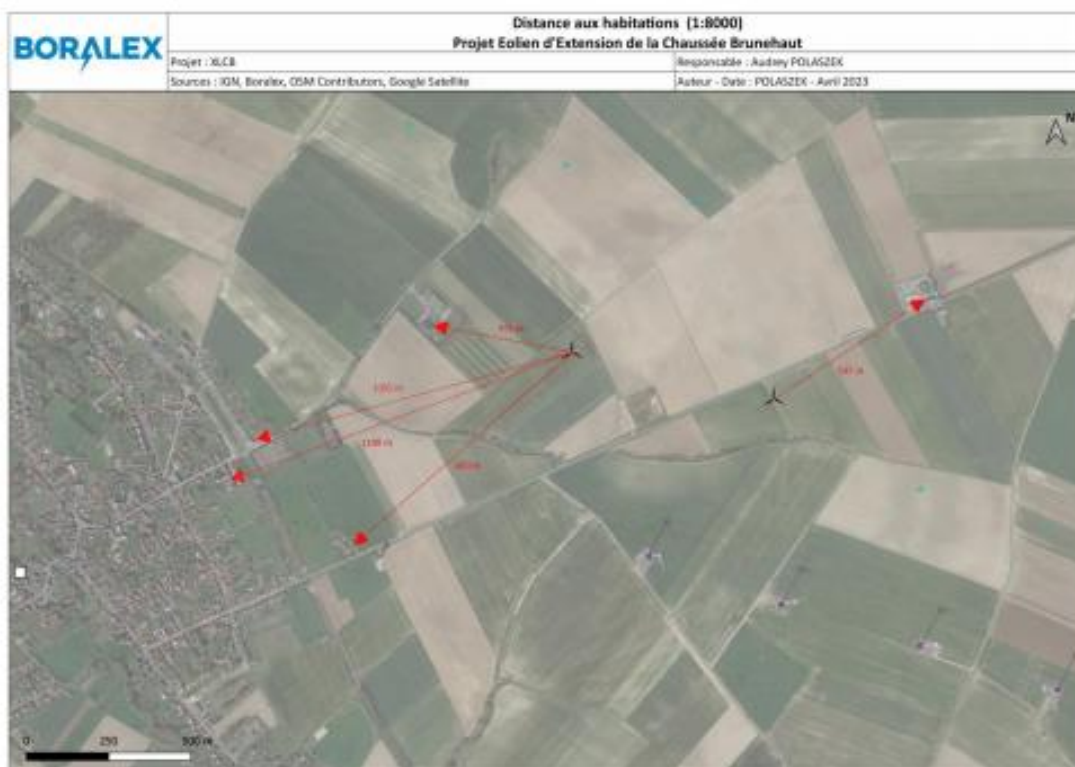 BORALEX
Distance aux habitations (1:8000)
Projet Eolien d'Extension de la Chaussée Brunehaut
Projet : XLCB
Responsable : Audrey POLASZEK
Sources : IGN, Boralex, OSM Contributors, Google Satellite
Auteur - Date : POLASZEK - Avril 2023
N
0 250 500 m